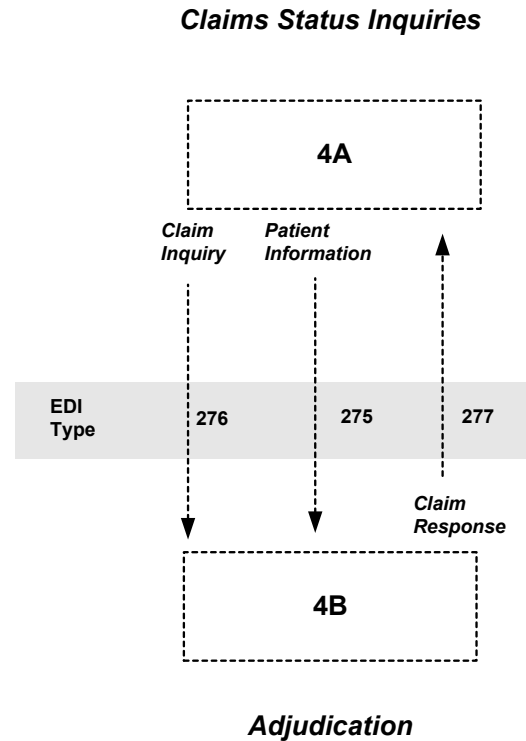 Claims Status Inquiries
4A
Claim
Inquiry
Patient
Information
EDI
Type
276
275
277
Claim
Response
4B
Adjudication